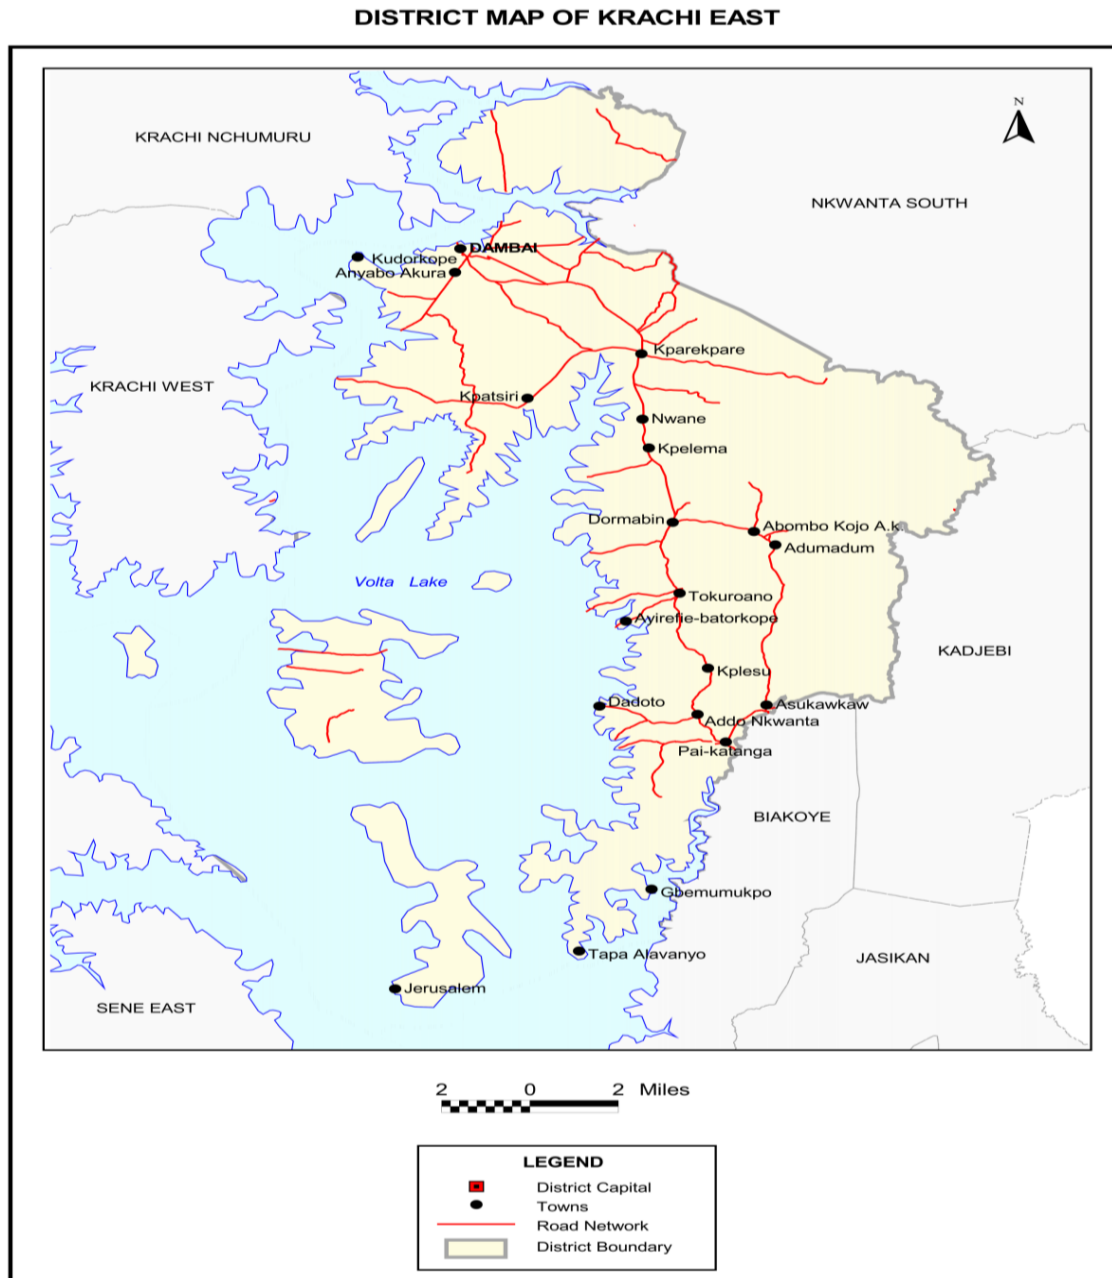 DISTRICT MAP OF KRACHI EAST
N
KRACHI NCHUMURU
NKWANTA SOUTH
DAMBAI
Kudorkope
Anyabo Akura
Kparekpare
KRACHI WEST
Kpatsiri
Nwane
Kpelema
Dormabin
Abombo Kojo A.k.
Adumadum
Volta Lake
Tokuroano
Ayirefie-batorkope
KADJEBI
Kplesu
Dadoto
Asukawkaw
Addo Nkwanta
Pai-katanga
BIAKOYE
Gbemumukpo
Tapa Alavanyo
JASIKAN
Jerusalem
SENE EAST
2 0 2 Miles
LEGEND
District Capital
Towns
Road Network
District Boundary